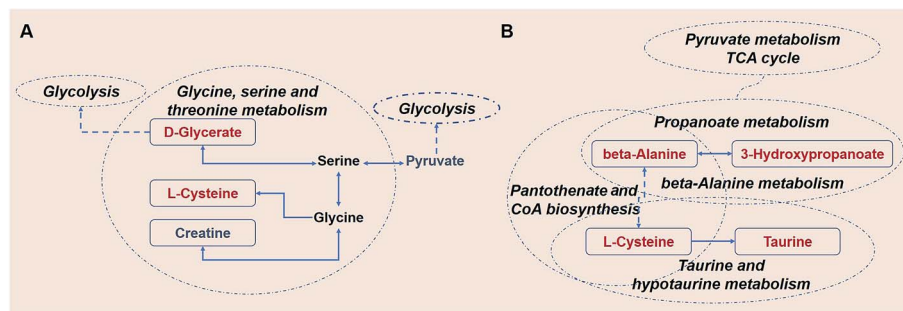 A
Glycolysis
Glycine, serine and
threonine metabolism
D-Glycerate
Glycolysis
Serine
Pyruvate
L-Cysteine
Glycine
Creatine
B
Pyruvate metabolism
TCA cycle
Propanoate metabolism
beta-Alanine
3-Hydroxypropanoate
beta-Alanine metabolism
Pantothenate and
CoA biosynthesis
L-Cysteine
Taurine
Taurine and
hypotaurine metabolism